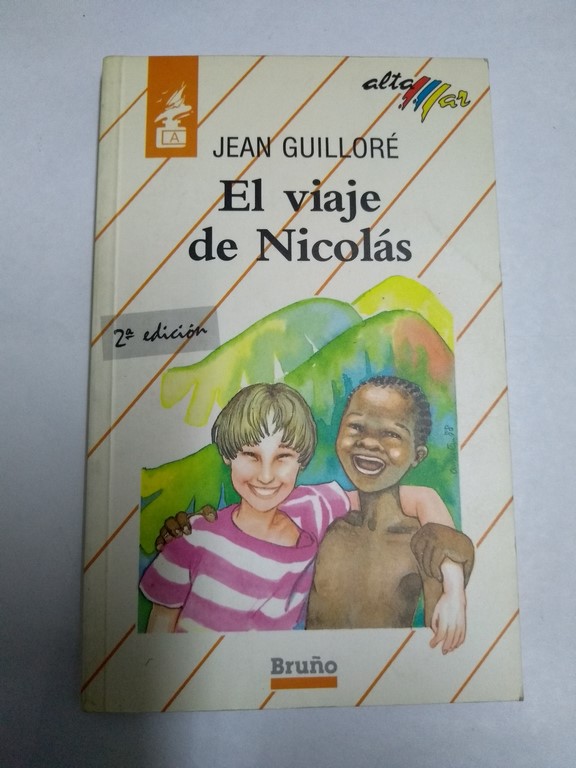 alta
mar
A
JEAN GUILLORÉ
El viaje
de Nicolás
2ª edición
Bruño